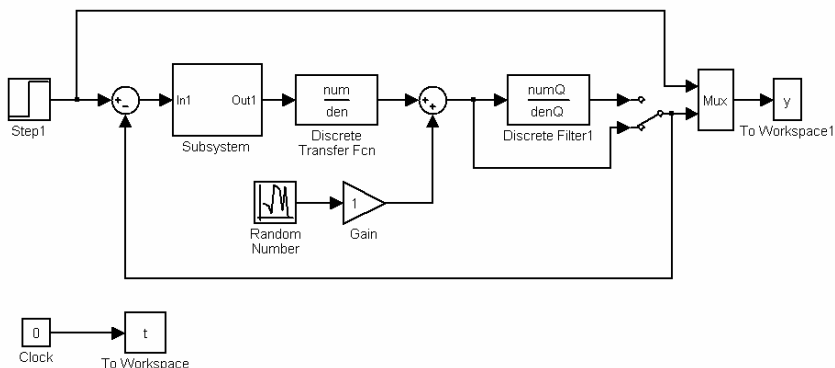 Step1
In1
Out1
Subsystem
num
den
Discrete
Transfer Fcn
numQ
denQ
Discrete Filter1
Mux
y
To Workspace1
Random
Number
1
Gain
0
Clock
t
To Workspace